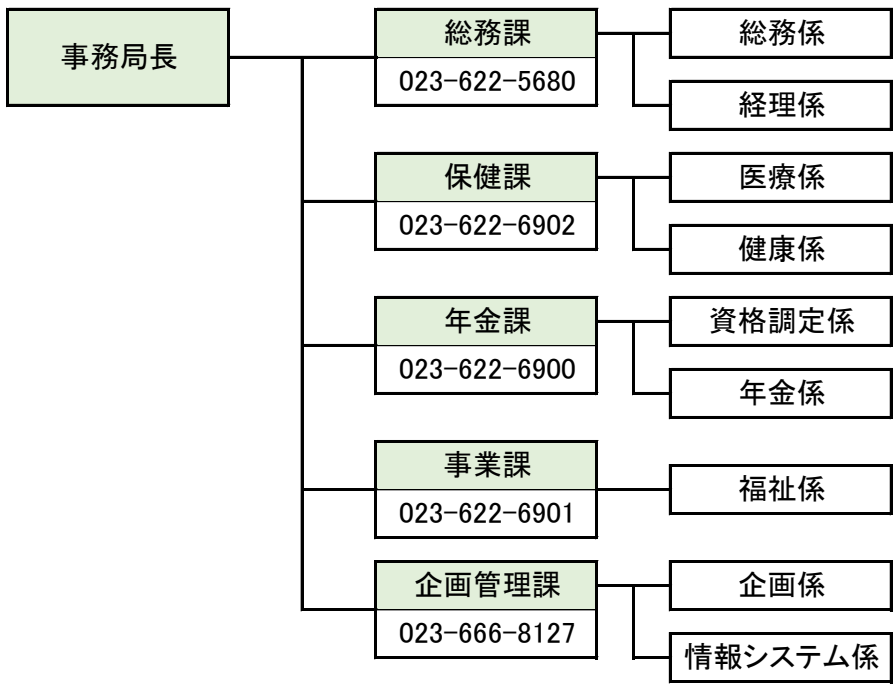 事務局長
総務課
023-622-5680
総務係
経理係
保健課
023-622-6902
医療係
健康係
年金課
023-622-6900
資格調定係
年金係
事業課
023-622-6901
福祉係
企画管理課
023-666-8127
企画係
情報システム係